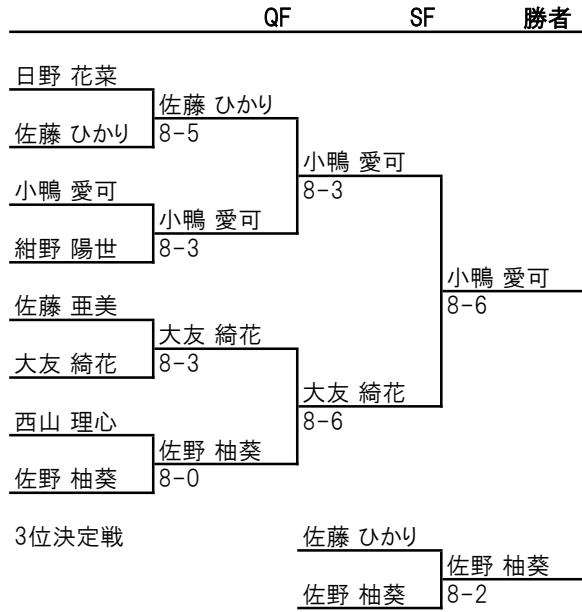 QF SF 勝者
日野 花菜
佐藤 ひかり
佐藤 ひかり
8-5
小鴨 愛可
8-3
小鴨 愛可
小鴨 愛可
紺野 陽世
8-3
小鴨 愛可
8-6
佐藤 亜美
大友 綺花
大友 綺花
8-3
大友 綺花
8-6
西山 理心
佐野 柚葵
佐野 柚葵
8-0
3位決定戦
佐藤 ひかり
佐野 柚葵
佐野 柚葵
8-2